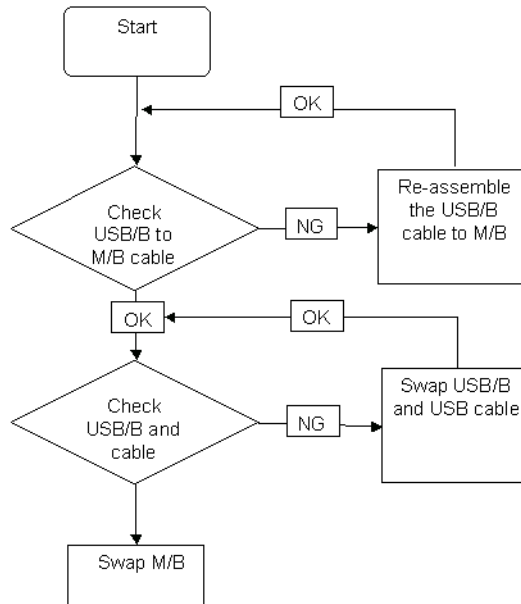 Start
OK
Check
USB/B to
M/B cable
NG
Re-assemble
the USB/B
cable to M/B
OK
OK
Check
USB/B and
cable
NG
Swap USB/B
and USB cable
Swap M/B